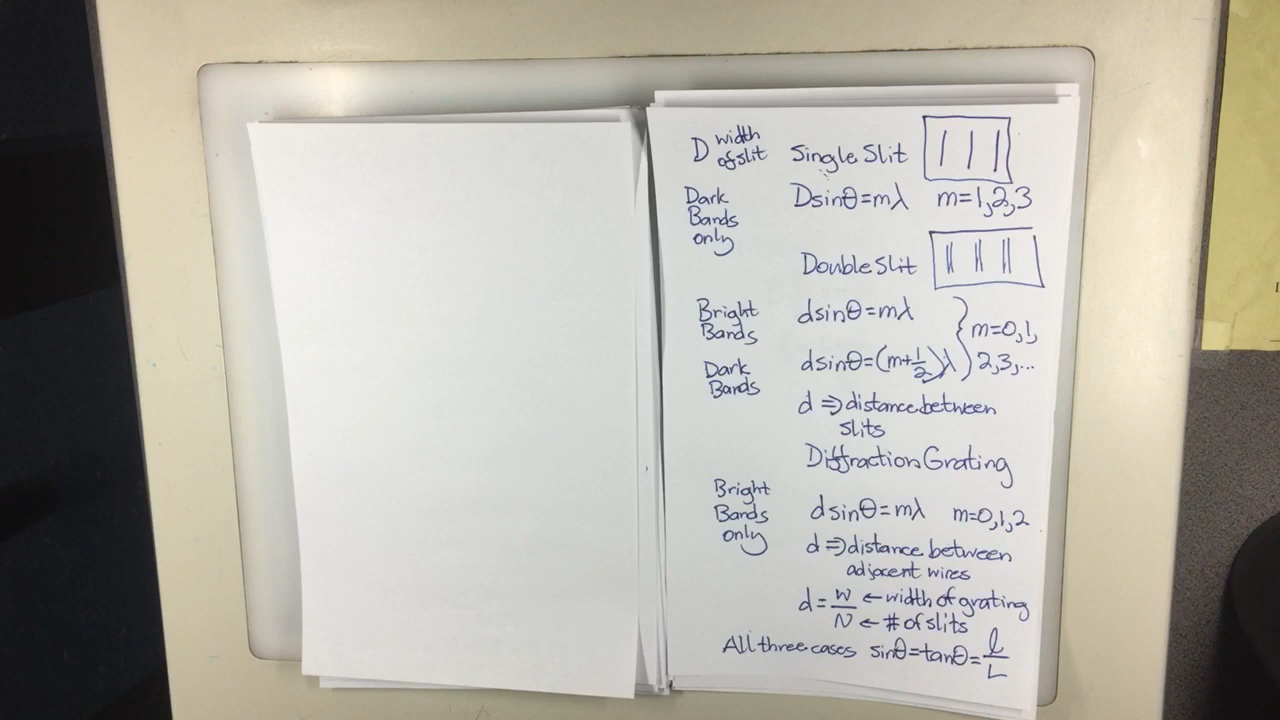 D width of slit Single Slit
Dark Bands only Dsinθ=mλ m=1,2,3
Double Slit
Bright Bands dsinθ=mλ } m=0,1,
Dark Bands dsinθ=(m+1/2)λ 2,3,...
d ⇒ distance between
slits
Diffraction Grating
Bright Bands only dsinθ=mλ m=0,1,2
d ⇒ distance between
adjacent wires
d = W/N ← width of grating
← # of slits
All three cases sinθ=tanθ=l/L